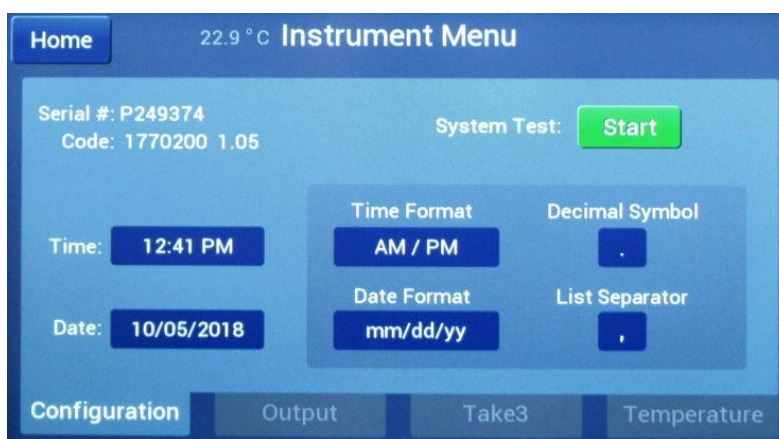 Home
22.9 °C Instrument Menu
Serial #: P249374
Code: 1770200 1.05
System Test: Start
Time Format
Decimal Symbol
Time: 12:41 PM
AM / PM
.
Date Format
List Separator
Date: 10/05/2018
mm/dd/yy
,
Configuration
Output
Take3
Temperature